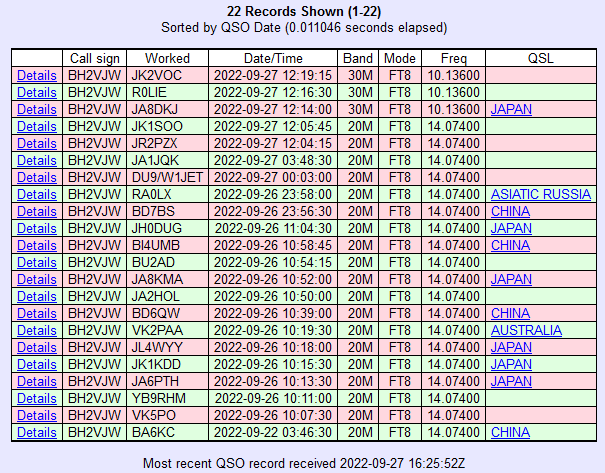 22 Records Shown (1-22)
Sorted by QSO Date (0.011046 seconds elapsed)
Call sign Worked Date/Time Band Mode Freq QSL
Details BH2VJW JK2VOC 2022-09-27 12:19:15 30M FT8 10.13600
Details BH2VJW R0LIE 2022-09-27 12:16:30 30M FT8 10.13600
Details BH2VJW JA8DKJ 2022-09-27 12:14:00 30M FT8 10.13600 JAPAN
Details BH2VJW JK1SOO 2022-09-27 12:05:45 20M FT8 14.07400
Details BH2VJW JR2PZX 2022-09-27 12:04:15 20M FT8 14.07400
Details BH2VJW JA1JQK 2022-09-27 03:48:30 20M FT8 14.07400
Details BH2VJW DU9/W1JET 2022-09-27 00:03:00 20M FT8 14.07400
Details BH2VJW RA0LX 2022-09-26 23:58:00 20M FT8 14.07400 ASIATIC RUSSIA
Details BH2VJW BD7BS 2022-09-26 23:56:30 20M FT8 14.07400 CHINA
Details BH2VJW JH0DUG 2022-09-26 11:04:30 20M FT8 14.07400 JAPAN
Details BH2VJW BI4UMB 2022-09-26 10:58:45 20M FT8 14.07400 CHINA
Details BH2VJW BU2AD 2022-09-26 10:54:15 20M FT8 14.07400
Details BH2VJW JA8KMA 2022-09-26 10:52:00 20M FT8 14.07400 JAPAN
Details BH2VJW JA2HOL 2022-09-26 10:50:00 20M FT8 14.07400
Details BH2VJW BD6QW 2022-09-26 10:39:00 20M FT8 14.07400 CHINA
Details BH2VJW VK2PAA 2022-09-26 10:19:30 20M FT8 14.07400 AUSTRALIA
Details BH2VJW JL4WYY 2022-09-26 10:18:00 20M FT8 14.07400 JAPAN
Details BH2VJW JK1KDD 2022-09-26 10:15:30 20M FT8 14.07400 JAPAN
Details BH2VJW JA6PTH 2022-09-26 10:13:30 20M FT8 14.07400 JAPAN
Details BH2VJW YB9RHM 2022-09-26 10:11:00 20M FT8 14.07400
Details BH2VJW VK5PO 2022-09-26 10:07:30 20M FT8 14.07400
Details BH2VJW BA6KC 2022-09-22 03:46:30 20M FT8 14.07400 CHINA
Most recent QSO record received 2022-09-27 16:25:52Z